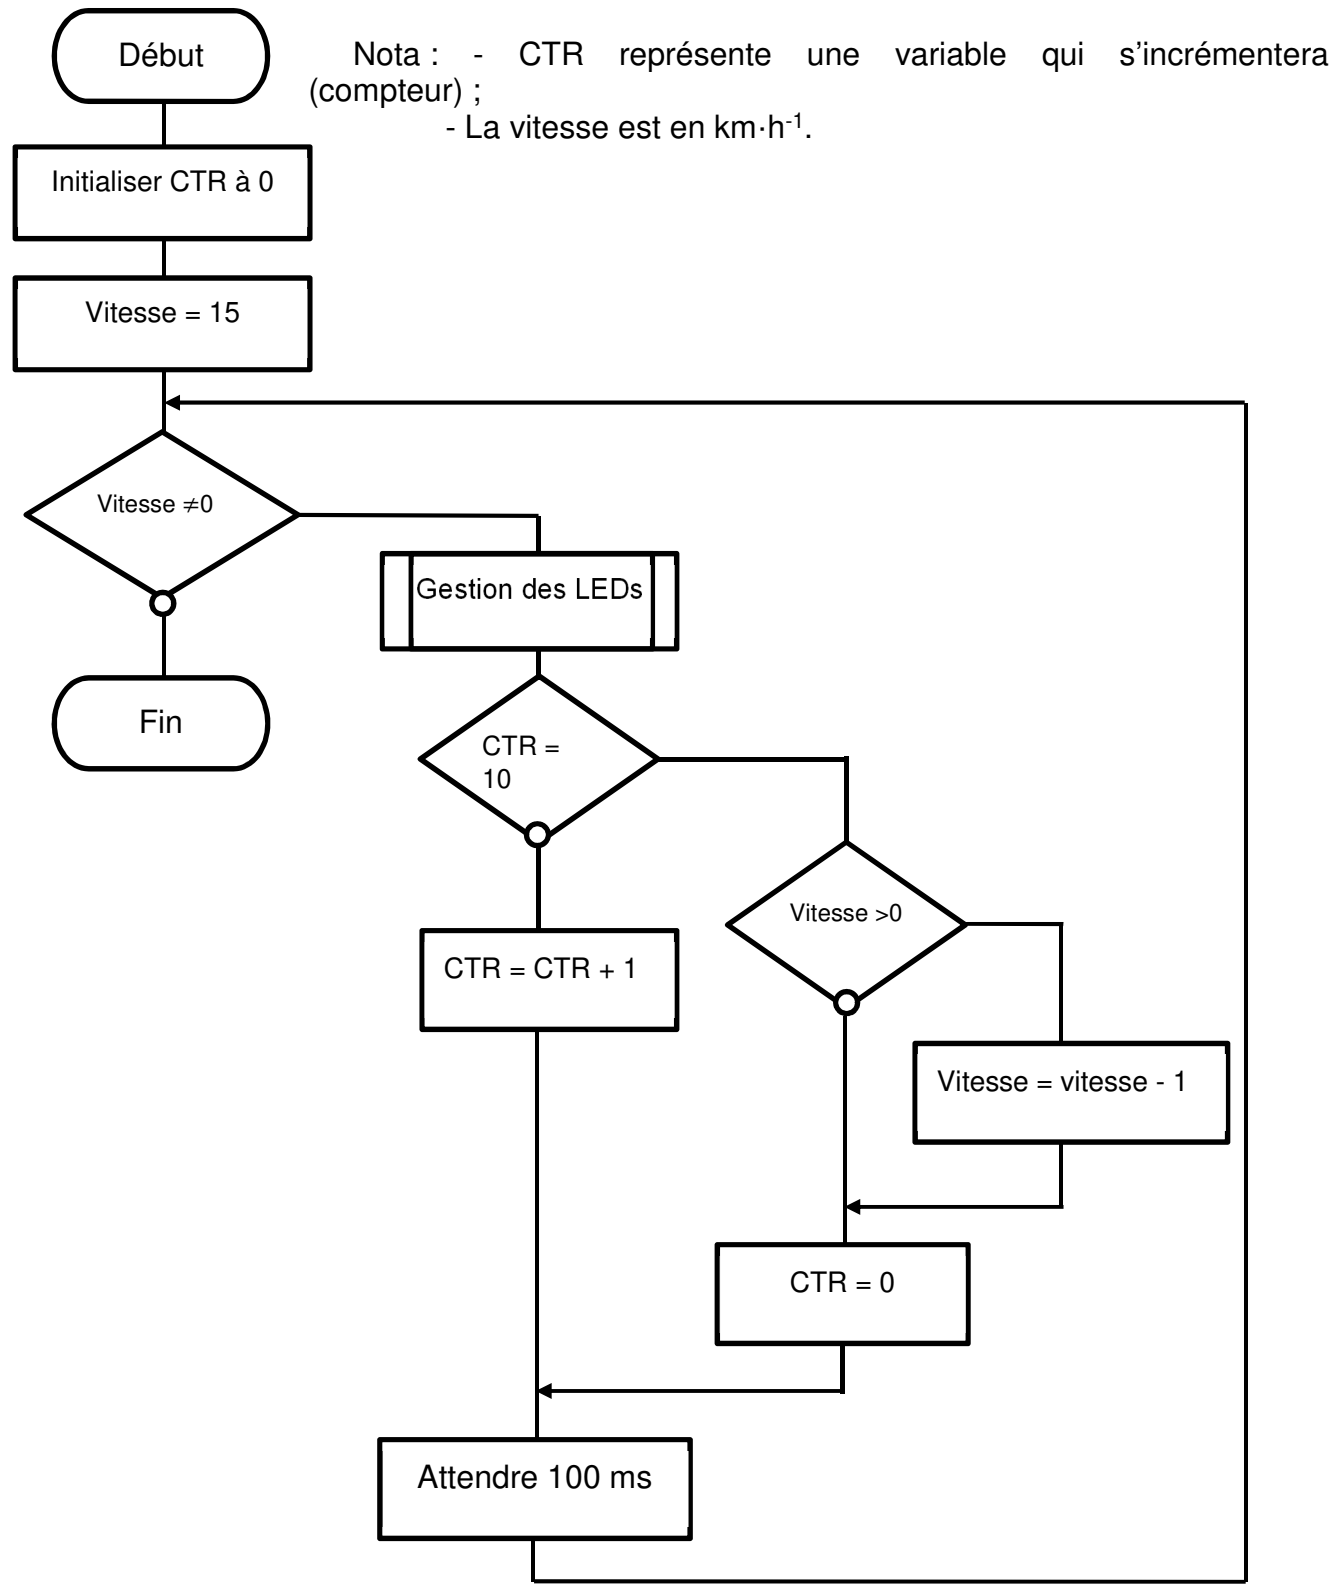 Début
Nota : - CTR représente une variable qui s'incrémentera
(compteur) ;
- La vitesse est en km·h⁻¹.
Initialiser CTR à 0
Vitesse = 15
Vitesse ≠0
Gestion des LEDs
Fin
CTR =
10
Vitesse >0
CTR = CTR + 1
Vitesse = vitesse - 1
CTR = 0
Attendre 100 ms